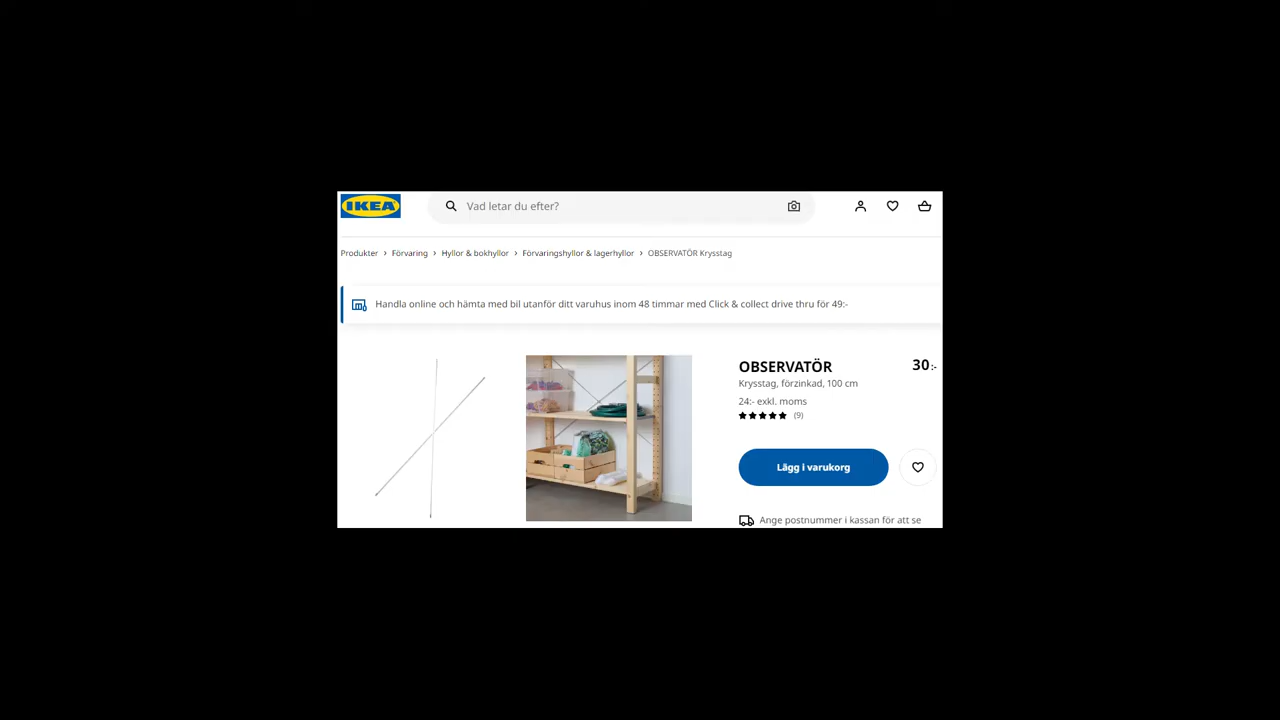 IKEA
Vad letar du efter?
Produkter › Förvaring › Hyllor & bokhyllor › Förvaringshyllor & lagerhyllor › OBSERVATÖR Krysstag
Handla online och hämta med bil utanför ditt varuhus inom 48 timmar med Click & collect drive thru för 49:-
OBSERVATÖR 30:-
Krysstag, förzinkad, 100 cm
24:- exkl. moms
(9)
Lägg i varukorg
Ange postnummer i kassan för att se